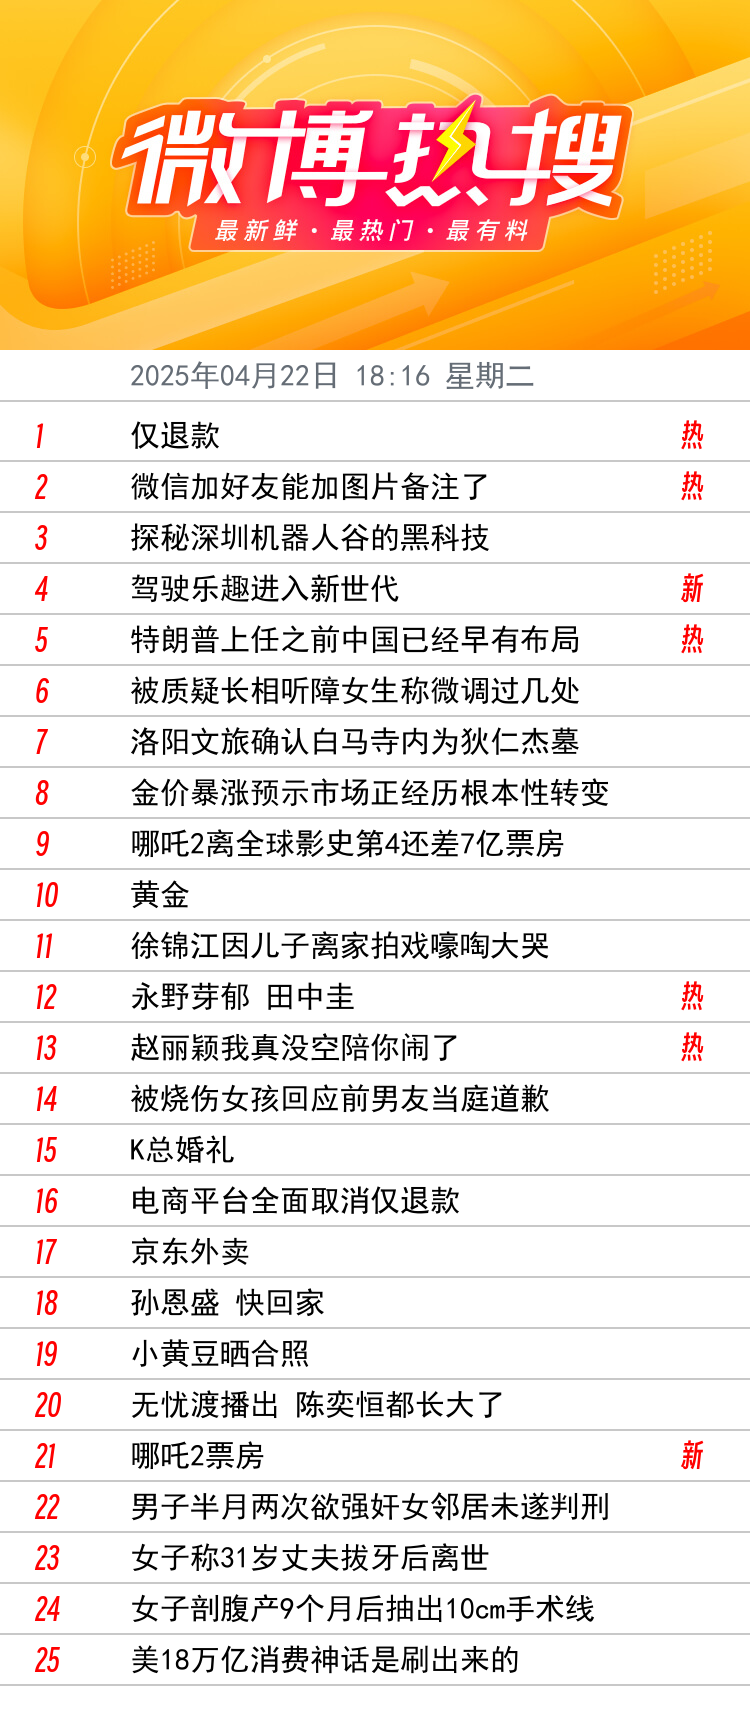 微博热搜
最新鲜·最热门·最有料
2025年04月22日 18:16 星期二
1 仅退款 热
2 微信加好友能加图片备注了 热
3 探秘深圳机器人谷的黑科技
4 驾驶乐趣进入新世代 新
5 特朗普上任之前中国已经早有布局 热
6 被质疑长相听障女生称微调过几处
7 洛阳文旅确认白马寺内为狄仁杰墓
8 金价暴涨预示市场正经历根本性转变
9 哪吒2离全球影史第4还差7亿票房
10 黄金
11 徐锦江因儿子离家拍戏嚎啕大哭
12 永野芽郁 田中圭 热
13 赵丽颖我真没空陪你闹了 热
14 被烧伤女孩回应前男友当庭道歉
15 K总婚礼
16 电商平台全面取消仅退款
17 京东外卖
18 孙恩盛 快回家
19 小黄豆晒合照
20 无忧渡播出 陈奕恒都长大了
21 哪吒2票房 新
22 男子半月两次欲强奸女邻居未遂判刑
23 女子称31岁丈夫拔牙后离世
24 女子剖腹产9个月后抽出10cm手术线
25 美18万亿消费神话是刷出来的